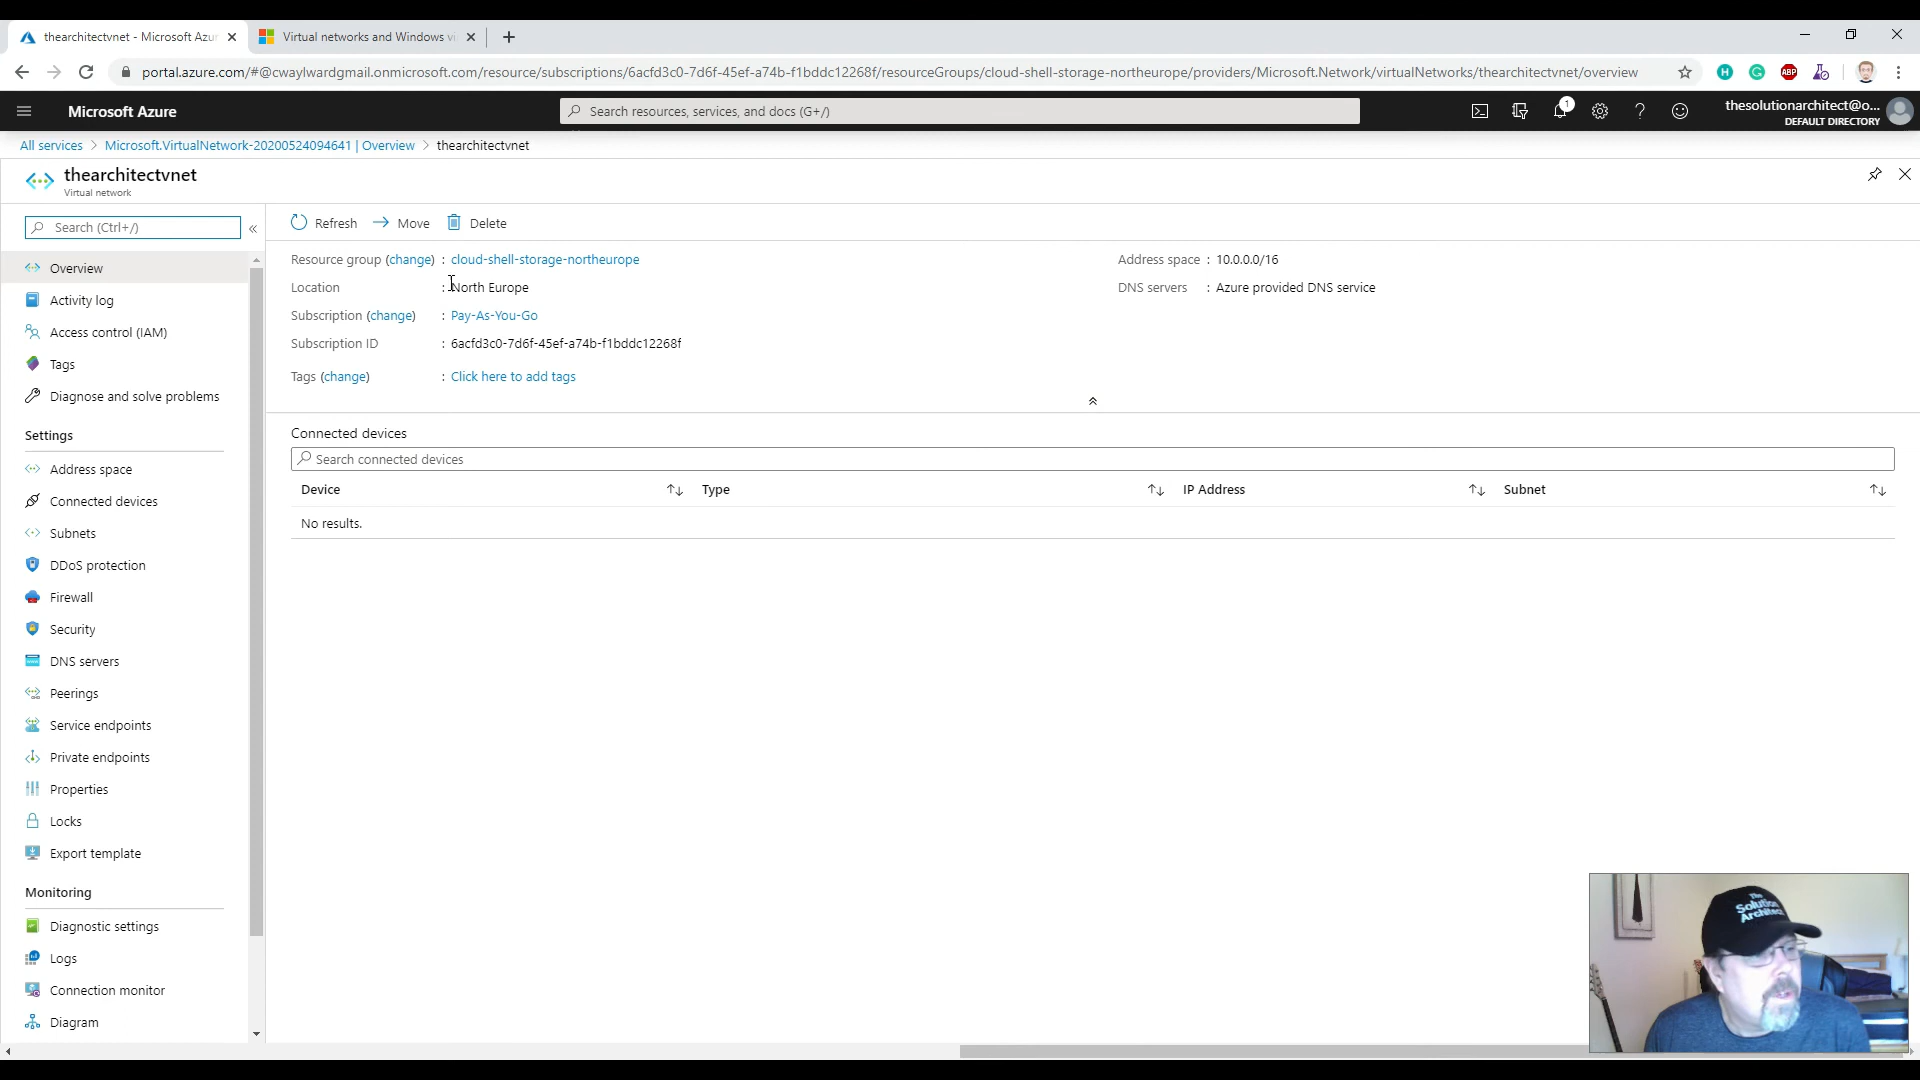 thearchitectvnet - Microsoft Azur
Virtual networks and Windows vi
portal.azure.com/#@cwaylwardgmail.onmicrosoft.com/resource/subscriptions/6acfd3c0-7d6f-45ef-a74b-f1bddc12268f/resourceGroups/cloud-shell-storage-northeurope/providers/Microsoft.Network/virtualNetworks/thearchitectvnet/overview
H
G
ABP
Microsoft Azure
Search resources, services, and docs (G+/)
1
thesolutionarchitect@o...
DEFAULT DIRECTORY
All services > Microsoft.VirtualNetwork-20200524094641 | Overview > thearchitectvnet
thearchitectvnet
Virtual network
Search (Ctrl+/)
Overview
Activity log
Access control (IAM)
Tags
Diagnose and solve problems
Settings
Address space
Connected devices
Subnets
DDoS protection
Firewall
Security
DNS servers
Peerings
Service endpoints
Private endpoints
Properties
Locks
Export template
Monitoring
Diagnostic settings
Logs
Connection monitor
Diagram
Refresh Move Delete
Resource group (change) : cloud-shell-storage-northeurope
Location : North Europe
Subscription (change) : Pay-As-You-Go
Subscription ID : 6acfd3c0-7d6f-45ef-a74b-f1bddc12268f
Tags (change) : Click here to add tags
Address space : 10.0.0.0/16
DNS servers : Azure provided DNS service
Connected devices
Search connected devices
Device Type IP Address Subnet
No results.
The
Solution
Architect